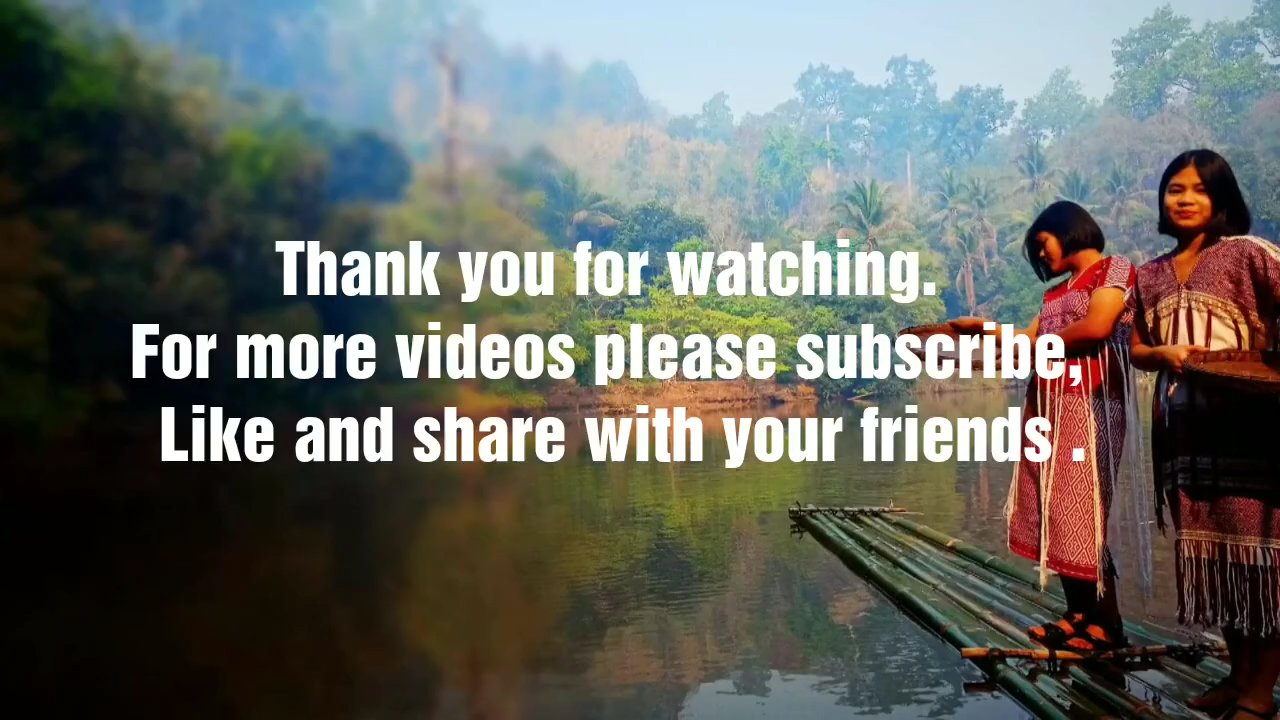 Thank you for watching.
For more videos please subscribe,
Like and share with your friends .